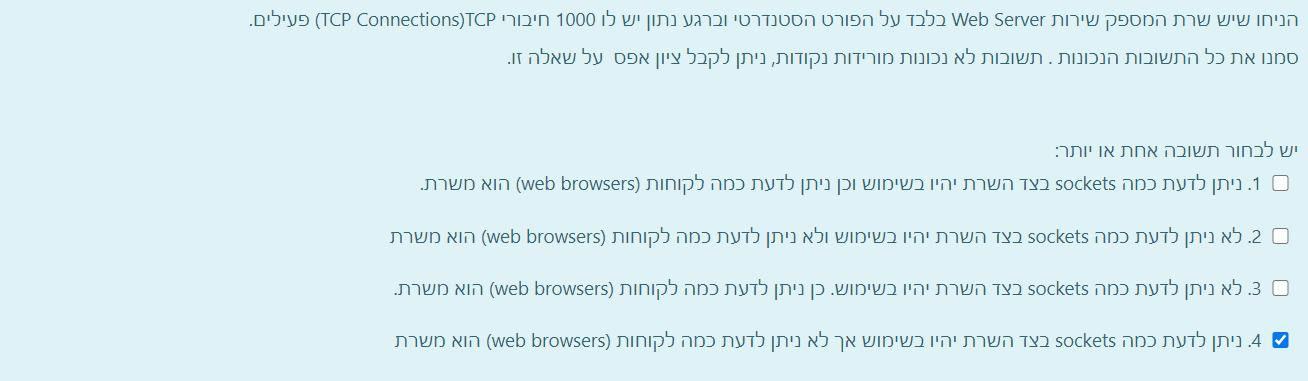 הניחו שיש שרת המספק שירות Web Server בלבד על הפורט הסטנדרטי וברגע נתון יש לו 1000 חיבורי TCP(TCP Connections) פעילים.
סמנו את כל התשובות הנכונות . תשובות לא נכונות מורידות נקודות, ניתן לקבל ציון אפס על שאלה זו.
יש לבחור תשובה אחת או יותר:
1. ניתן לדעת כמה sockets בצד השרת יהיו בשימוש וכן ניתן לדעת כמה לקוחות (web browsers) הוא משרת.
2. לא ניתן לדעת כמה sockets בצד השרת יהיו בשימוש ולא ניתן לדעת כמה לקוחות (web browsers) הוא משרת
3. לא ניתן לדעת כמה sockets בצד השרת יהיו בשימוש. כן ניתן לדעת כמה לקוחות (web browsers) הוא משרת.
4. ניתן לדעת כמה sockets בצד השרת יהיו בשימוש אך לא ניתן לדעת כמה לקוחות (web browsers) הוא משרת